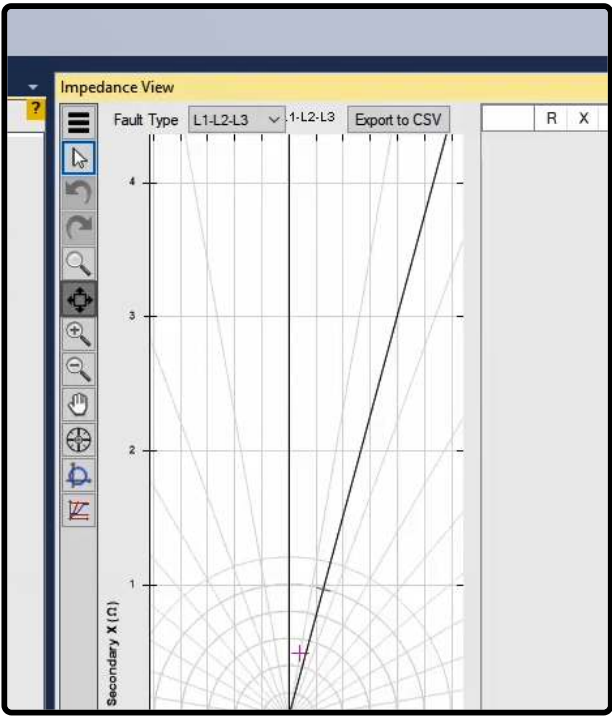 Impedance View
?
Fault Type L1-L2-L3 1-L2-L3 Export to CSV R X
4
3
2
1
Secondary X (Ω)